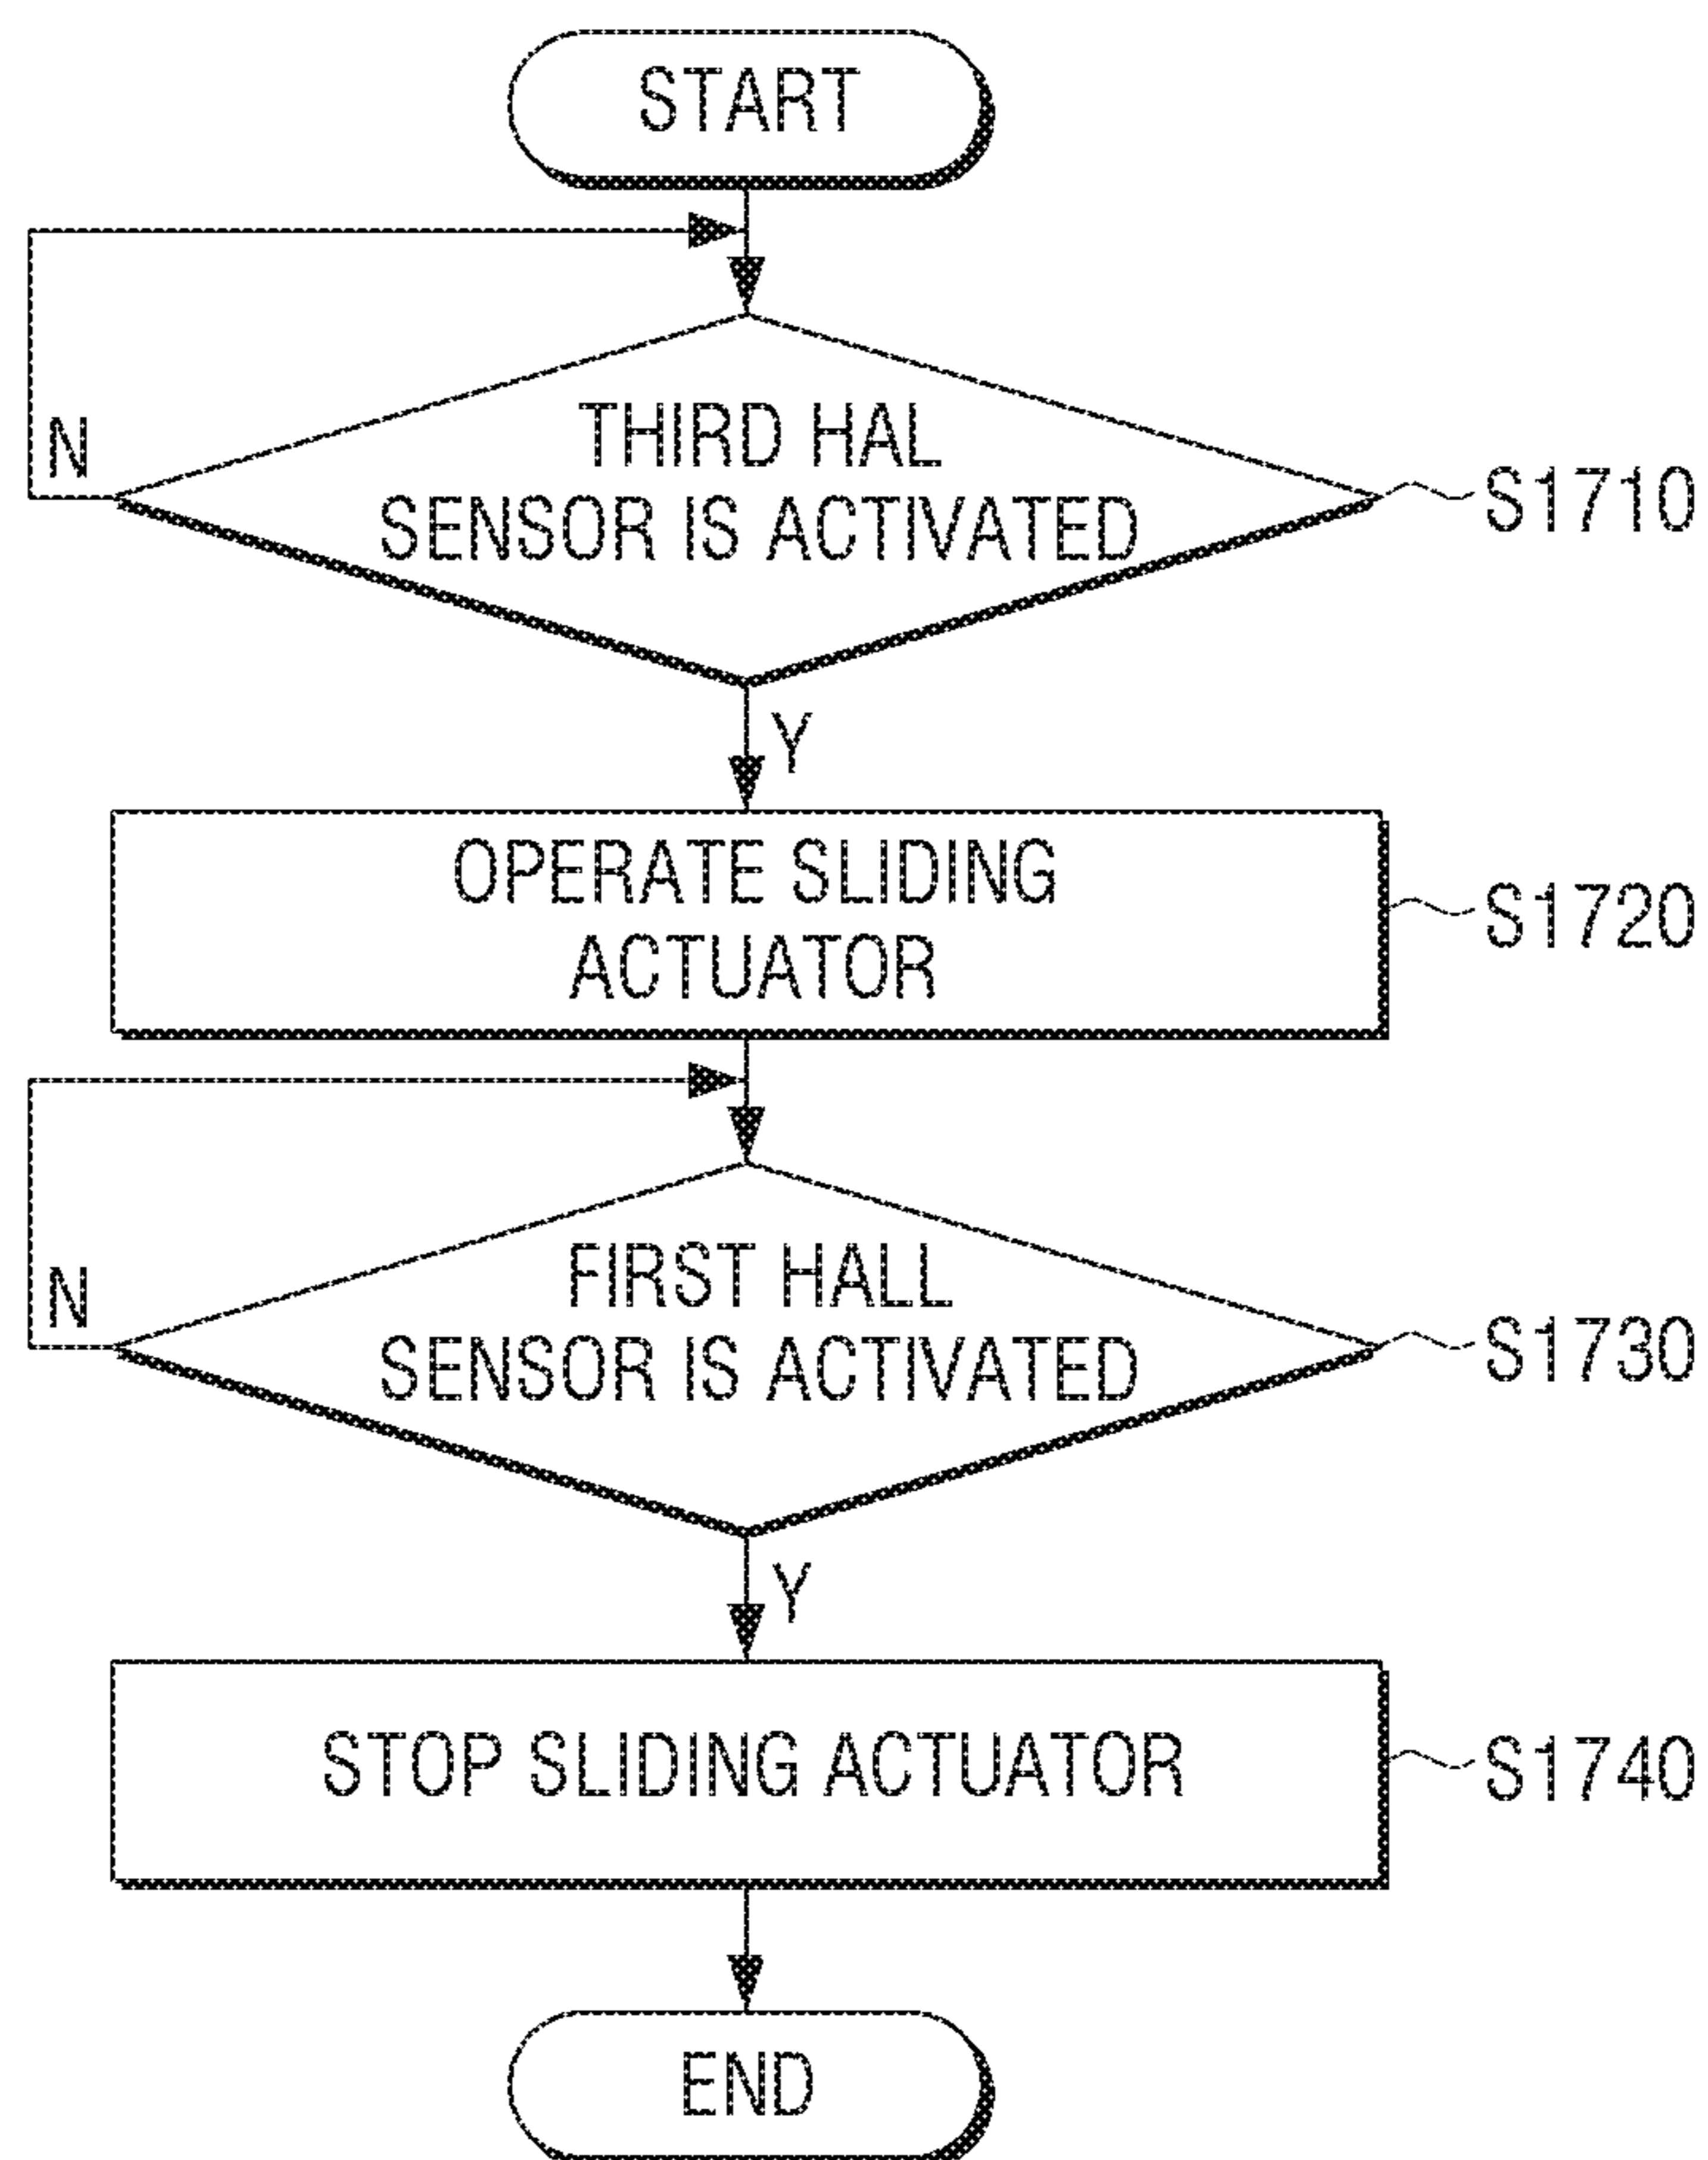 START
N
THIRD HAL
SENSOR IS ACTIVATED
S1710
Y
OPERATE SLIDING
ACTUATOR
S1720
N
FIRST HALL
SENSOR IS ACTIVATED
S1730
Y
STOP SLIDING ACTUATOR
S1740
END